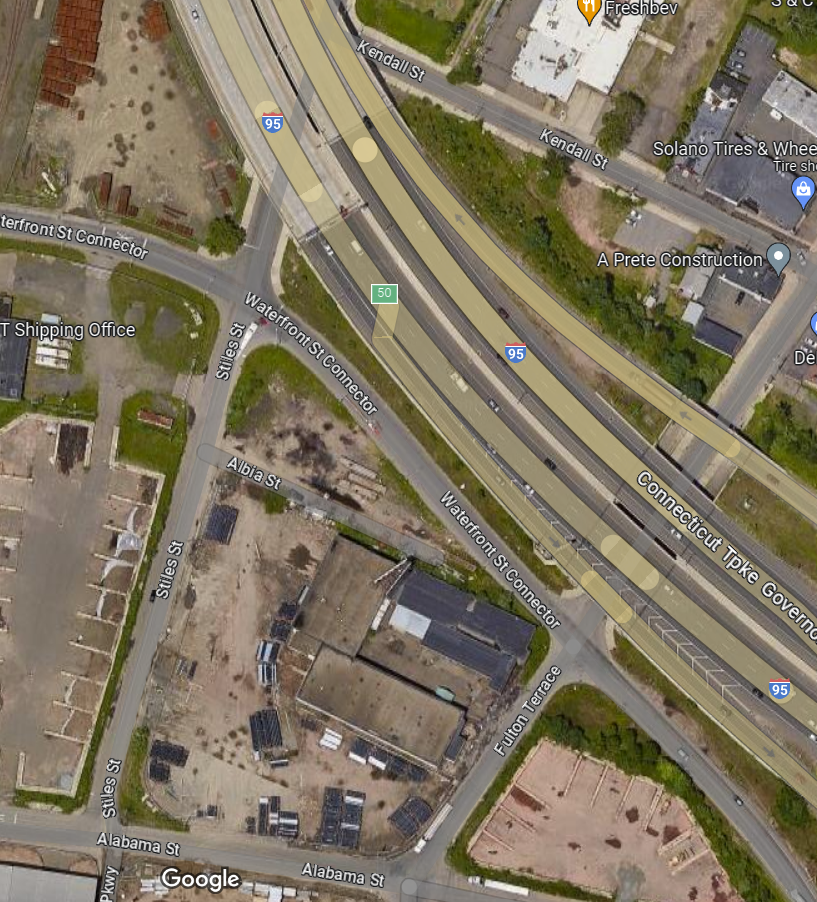 Freshbev
S & C
Kendall St
95
Kendall St
Solano Tires & Whee
Tire sh
terfront St Connector
A Prete Construction
50
T Shipping Office
Stiles St
Waterfront St Connector
95
De
Albia St
Connecticut Tpke Governo
Waterfront St Connector
Stiles St
95
Fulton Terrace
Stiles St
Alabama St
Alabama St
Pkwy
Google